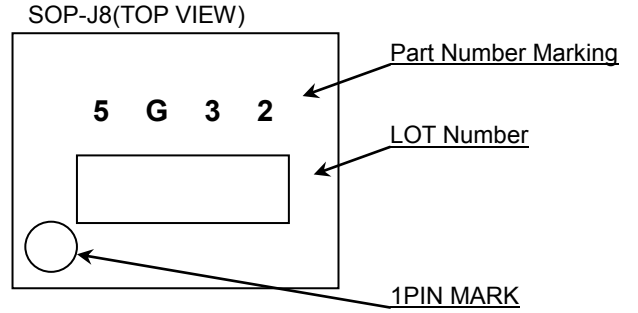 SOP-J8(TOP VIEW)
Part Number Marking
5 G 3 2
LOT Number
1PIN MARK